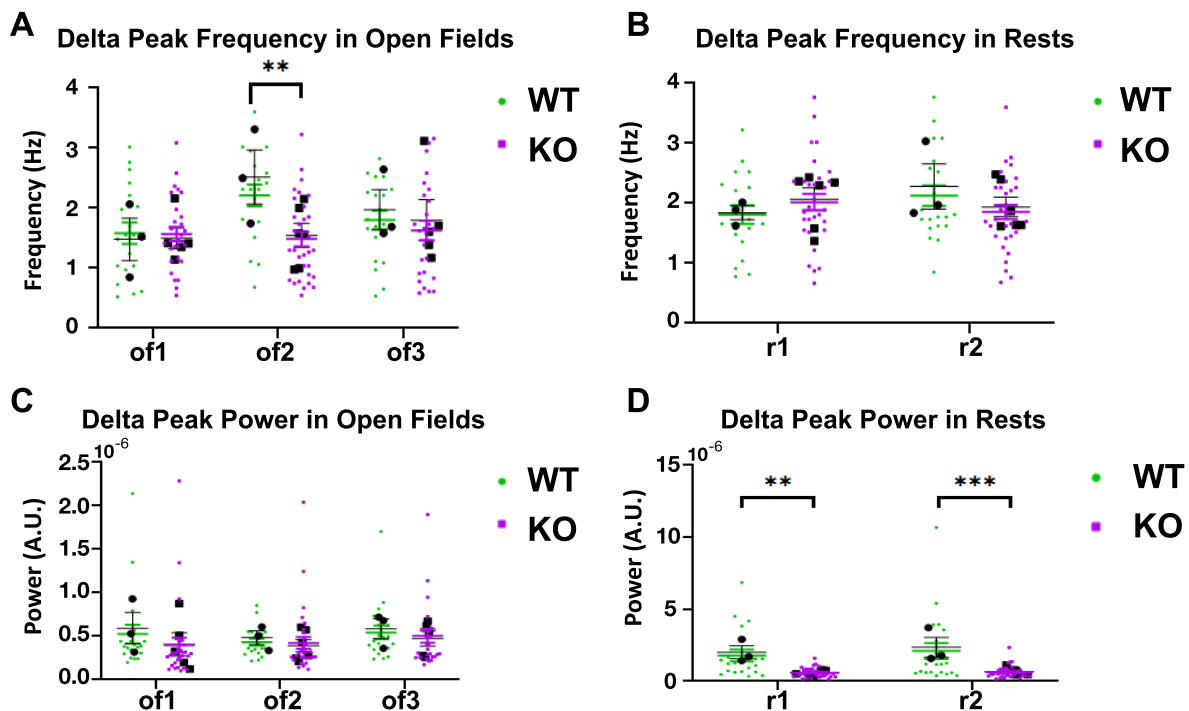 A
Delta Peak Frequency in Open Fields
**
4
3
2
1
0
Frequency (Hz)
of1
of2
of3
WT
KO
B
Delta Peak Frequency in Rests
4
3
2
1
0
Frequency (Hz)
r1
r2
WT
KO
C
Delta Peak Power in Open Fields
10-6
2.5
2.0
1.5
1.0
0.5
0.0
Power (A.U.)
of1
of2
of3
WT
KO
D
Delta Peak Power in Rests
10-6
15
10
5
0
Power (A.U.)
**
***
r1
r2
WT
KO